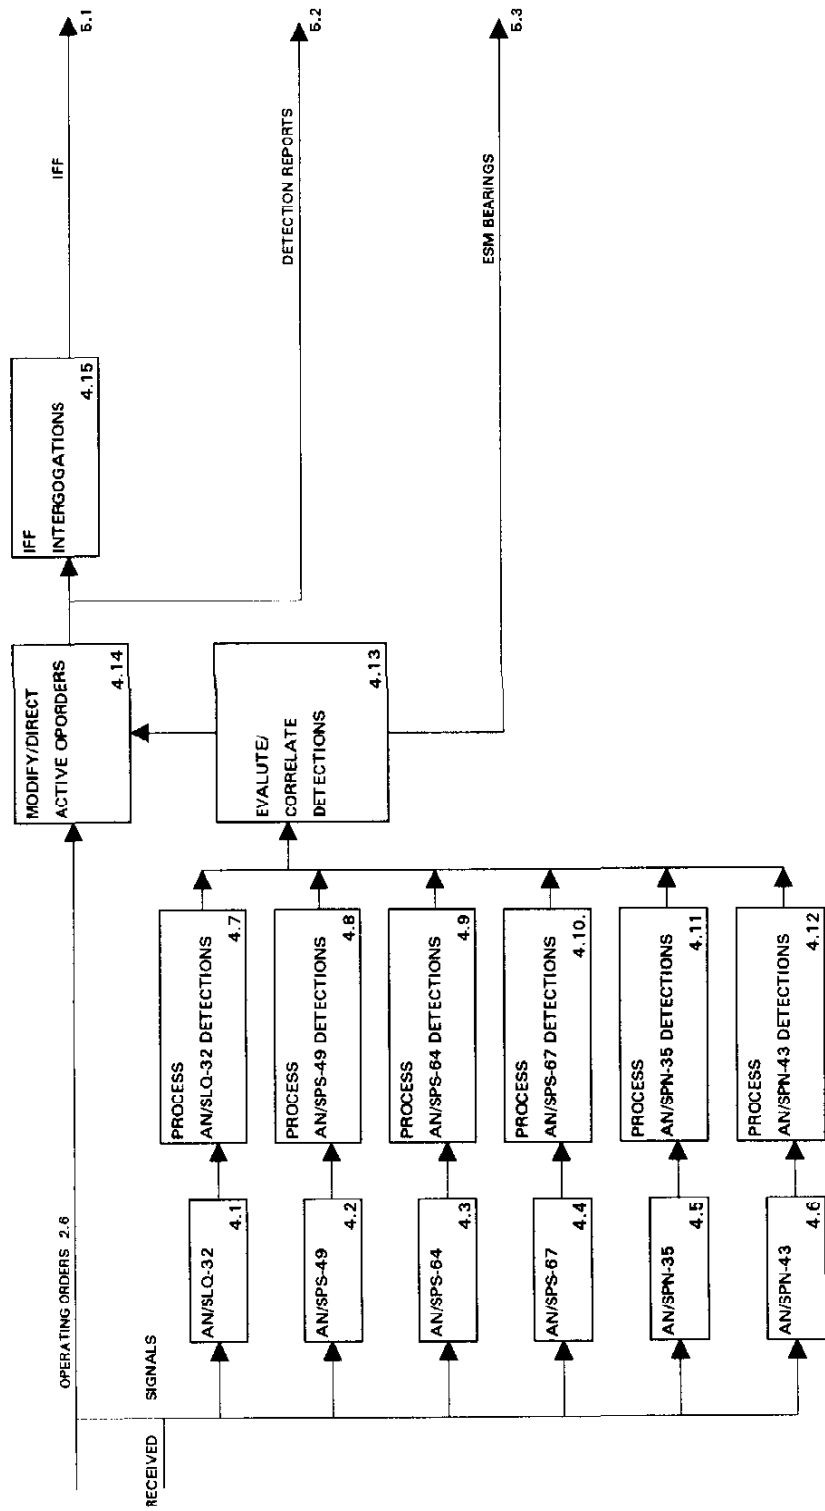 OPERATING ORDERS 2.6
RECEIVED
SIGNALS
AN/SLQ-32
4.1
AN/SPS-49
4.2
AN/SPS-64
4.3
AN/SPS-67
4.4
AN/SPN-35
4.5
AN/SPN-43
4.6
PROCESS
AN/SLQ-32 DETECTIONS
4.7
PROCESS
AN/SPS-49 DETECTIONS
4.8
PROCESS
AN/SPS-64 DETECTIONS
4.9
PROCESS
AN/SPS-67 DETECTIONS
4.10.
PROCESS
AN/SPN-35 DETECTIONS
4.11
PROCESS
AN/SPN-43 DETECTIONS
4.12
MODIFY/DIRECT
ACTIVE OPORDERS
4.14
EVALUTE/
CORRELATE
DETECTIONS
4.13
IFF
INTERGOGATIONS
4.15
IFF
5.1
DETECTION REPORTS
5.2
ESM BEARINGS
5.3